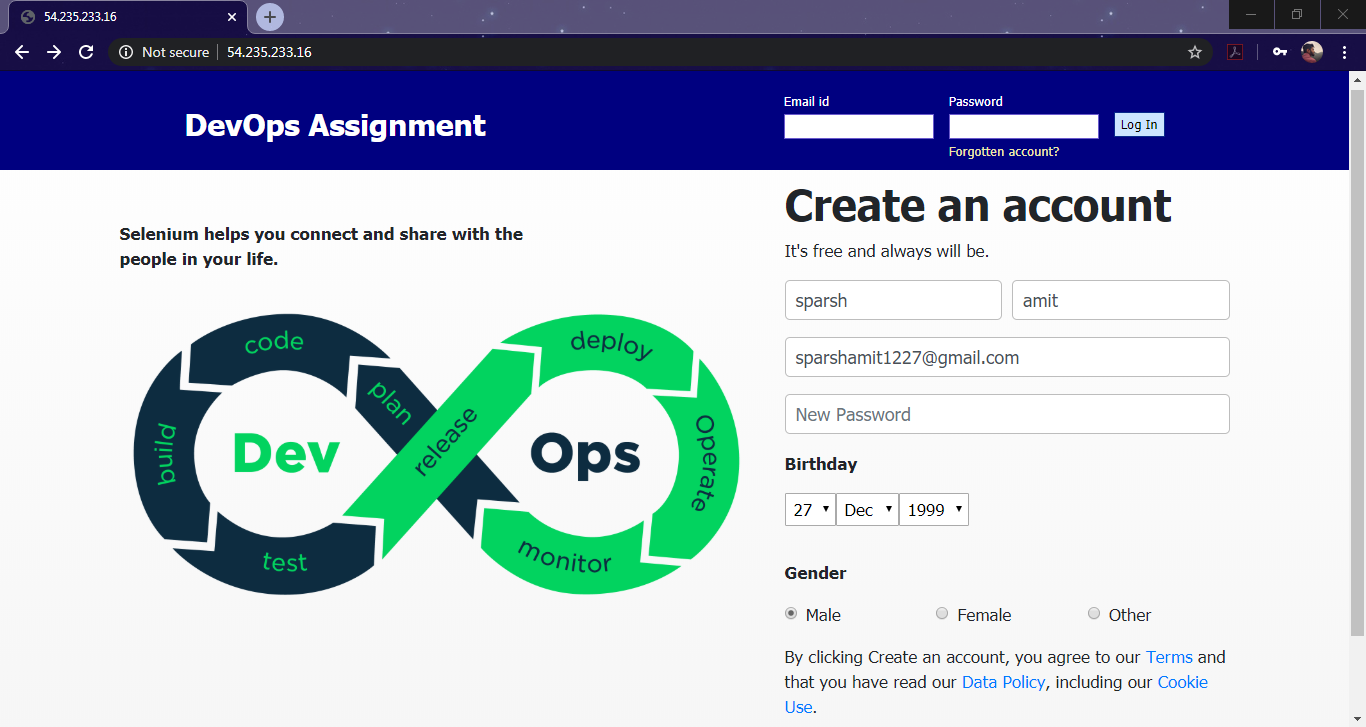 54.235.233.16
Not secure 54.235.233.16
DevOps Assignment
Email id
Password
Log In
Forgotten account?
Selenium helps you connect and share with the
people in your life.
code
plan
build
test
Dev
release
deploy
Operate
monitor
Ops
Create an account
It's free and always will be.
sparsh
amit
sparshamit1227@gmail.com
New Password
Birthday
27 Dec 1999
Gender
Male Female Other
By clicking Create an account, you agree to our Terms and
that you have read our Data Policy, including our Cookie
Use.